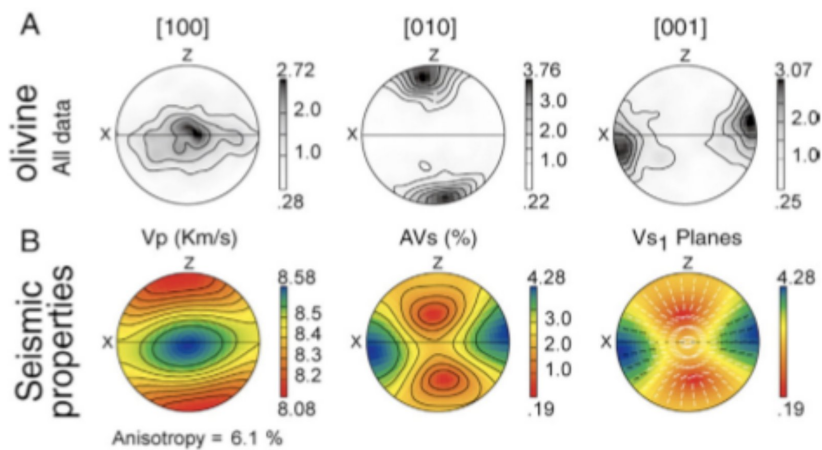 A
[100]
[010]
[001]
olivine
All data
Z
X
2.72
2.0
1.0
.28
Z
X
3.76
3.0
2.0
1.0
.22
Z
X
3.07
2.0
1.0
.25
B
Seismic
properties
Vp (Km/s)
AVs (%)
Vs1 Planes
Z
X
8.58
8.5
8.4
8.3
8.2
8.08
Z
X
4.28
3.0
2.0
1.0
.19
Z
X
4.28
.19
Anisotropy = 6.1 %